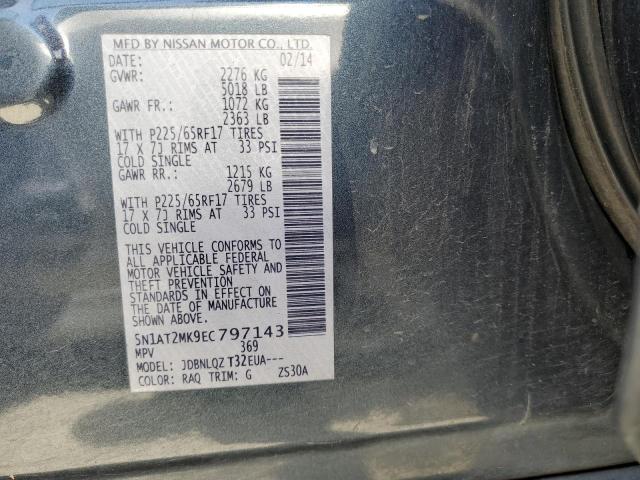 MFD BY NISSAN MOTOR CO., LTD.
DATE: 02/14
GVWR: 2276 KG
5018 LB
GAWR FR.: 1072 KG
2363 LB
WITH P225/65RF17 TIRES
17 X 7J RIMS AT 33 PSI
COLD SINGLE
GAWR RR.: 1215 KG
2679 LB
WITH P225/65RF17 TIRES
17 X 7J RIMS AT 33 PSI
COLD SINGLE
THIS VEHICLE CONFORMS TO
ALL APPLICABLE FEDERAL
MOTOR VEHICLE SAFETY AND
THEFT PREVENTION
STANDARDS IN EFFECT ON
THE DATE OF MANUFACTURE
SHOWN ABOVE.
5N1AT2MK9EC797143
MPV 369
MODEL: JDBNLQZ T32EUA---
COLOR: RAQ TRIM: G ZS30A